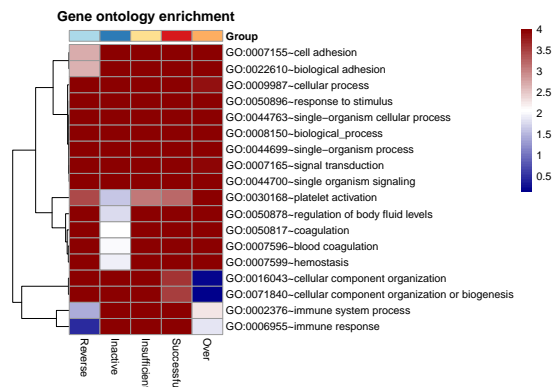 Gene ontology enrichment
Group
GO:0007155~cell adhesion
GO:0022610~biological adhesion
GO:0009987~cellular process
GO:0050896~response to stimulus
GO:0044763~single−organism cellular process
GO:0008150~biological_process
GO:0044699~single−organism process
GO:0007165~signal transduction
GO:0044700~single organism signaling
GO:0030168~platelet activation
GO:0050878~regulation of body fluid levels
GO:0050817~coagulation
GO:0007596~blood coagulation
GO:0007599~hemostasis
GO:0016043~cellular component organization
GO:0071840~cellular component organization or biogenesis
GO:0002376~immune system process
GO:0006955~immune response
Reverse
Inactive
Insufficient
Successful
Over
4
3.5
3
2.5
2
1.5
1
0.5